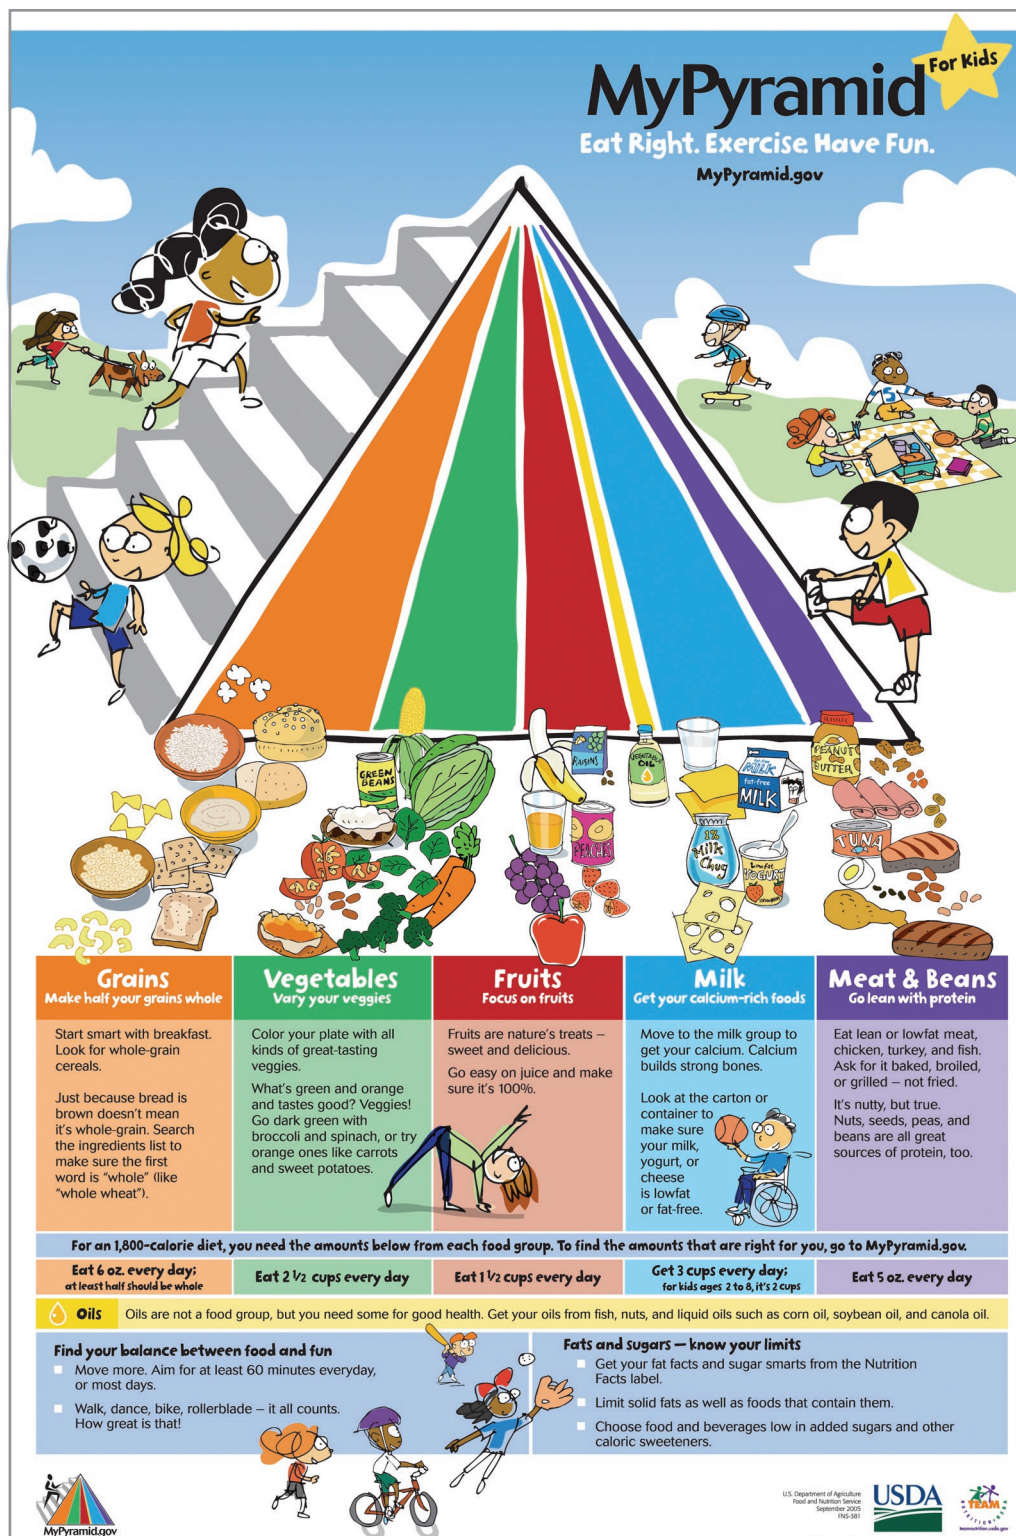 For Kids
MyPyramid
Eat Right. Exercise. Have Fun.
MyPyramid.gov
GREEN
BEANS
RAISINS
VEGETABLE
OIL
PEACHES
MILK
fat-free
MILK
1%
Milk
Chug
Lowfat
YOGURT
PEANUT
BUTTER
TUNA
Grains
Make half your grains whole
Start smart with breakfast.
Look for whole-grain
cereals.
Just because bread is
brown doesn't mean
it's whole-grain. Search
the ingredients list to
make sure the first
word is "whole" (like
"whole wheat").
Vegetables
Vary your veggies
Color your plate with all
kinds of great-tasting
veggies.
What's green and orange
and tastes good? Veggies!
Go dark green with
broccoli and spinach, or try
orange ones like carrots
and sweet potatoes.
Fruits
Focus on fruits
Fruits are nature's treats –
sweet and delicious.
Go easy on juice and make
sure it's 100%.
Milk
Get your calcium-rich foods
Move to the milk group to
get your calcium. Calcium
builds strong bones.
Look at the carton or
container to
make sure
your milk,
yogurt, or
cheese
is lowfat
or fat-free.
Meat & Beans
Go lean with protein
Eat lean or lowfat meat,
chicken, turkey, and fish.
Ask for it baked, broiled,
or grilled – not fried.
It's nutty, but true.
Nuts, seeds, peas, and
beans are all great
sources of protein, too.
For an 1,800-calorie diet, you need the amounts below from each food group. To find the amounts that are right for you, go to MyPyramid.gov.
Eat 6 oz. every day;
at least half should be whole
Eat 2 1/2 cups every day
Eat 1 1/2 cups every day
Get 3 cups every day;
for kids ages 2 to 8, it's 2 cups
Eat 5 oz. every day
Oils Oils are not a food group, but you need some for good health. Get your oils from fish, nuts, and liquid oils such as corn oil, soybean oil, and canola oil.
Find your balance between food and fun
Move more. Aim for at least 60 minutes everyday,
or most days.
Walk, dance, bike, rollerblade – it all counts.
How great is that!
Fats and sugars – know your limits
Get your fat facts and sugar smarts from the Nutrition
Facts label.
Limit solid fats as well as foods that contain them.
Choose food and beverages low in added sugars and other
caloric sweeteners.
MyPyramid.gov
U.S. Department of Agriculture
Food and Nutrition Service
September 2005
FNS-381
USDA
TEAM
NUTRITION
teamnutrition.usda.gov